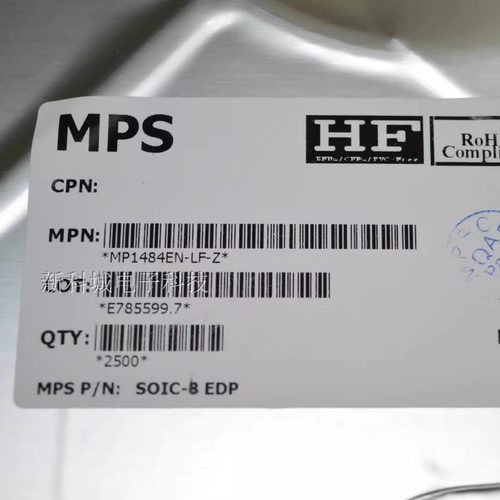 MPS
HF
RoH
Compli
CPN:
MPN:
*MP1484EN-LF-Z*
新科城电子科技
*E785599.7*
QTY:
*2500*
MPS P/N: SOIC-8 EDP